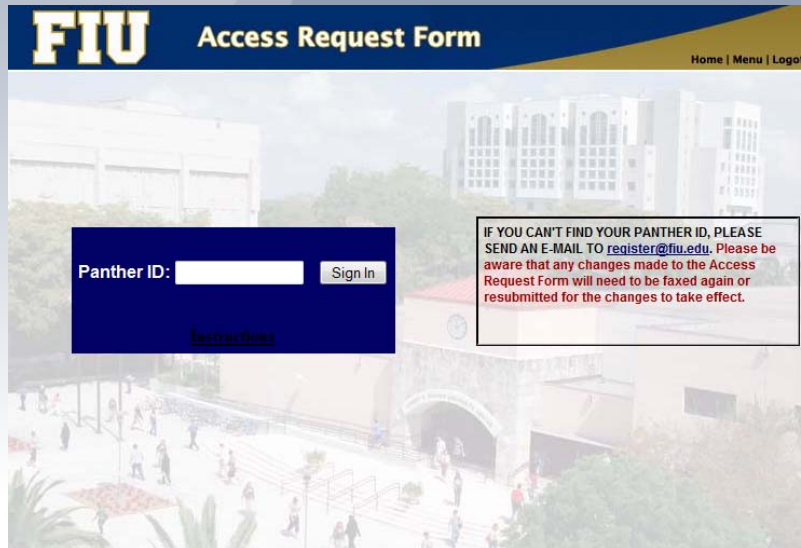 FIU
Access Request Form
Home | Menu |
Panther ID:
Sign In
Instructions
IF YOU CAN'T FIND YOUR PANTHER ID, PLEASE
SEND AN E-MAIL TO register@fiu.edu. Please be
aware that any changes made to the Access
Request Form will need to be faxed again or
resubmitted for the changes to take effect.